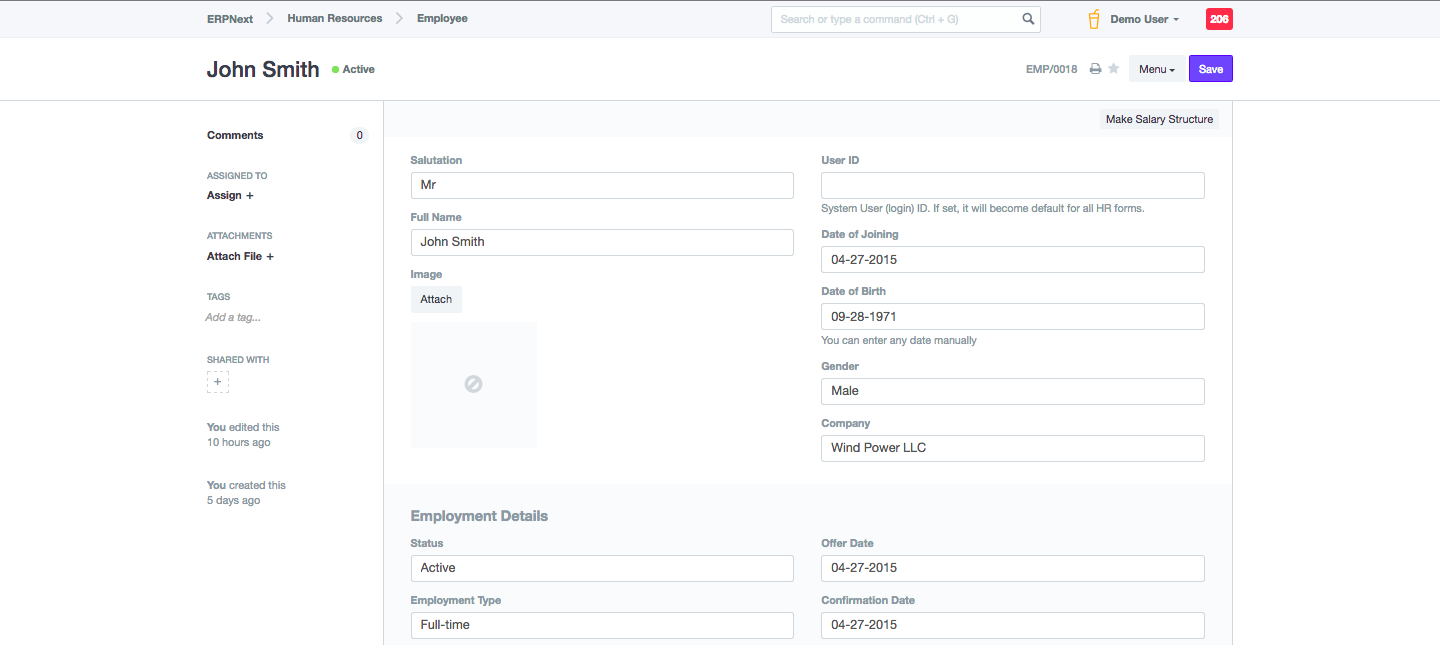 ERPNext Human Resources Employee Search or type a command (Ctrl + G) Demo User 206
John Smith Active EMP/0018 Menu Save
Comments 0
ASSIGNED TO
Assign +
ATTACHMENTS
Attach File +
TAGS
Add a tag...
SHARED WITH
+
You edited this
10 hours ago
You created this
5 days ago
Make Salary Structure
Salutation
Mr
Full Name
John Smith
Image
Attach
User ID
System User (login) ID. If set, it will become default for all HR forms.
Date of Joining
04-27-2015
Date of Birth
09-28-1971
You can enter any date manually
Gender
Male
Company
Wind Power LLC
Employment Details
Status
Active
Employment Type
Full-time
Offer Date
04-27-2015
Confirmation Date
04-27-2015